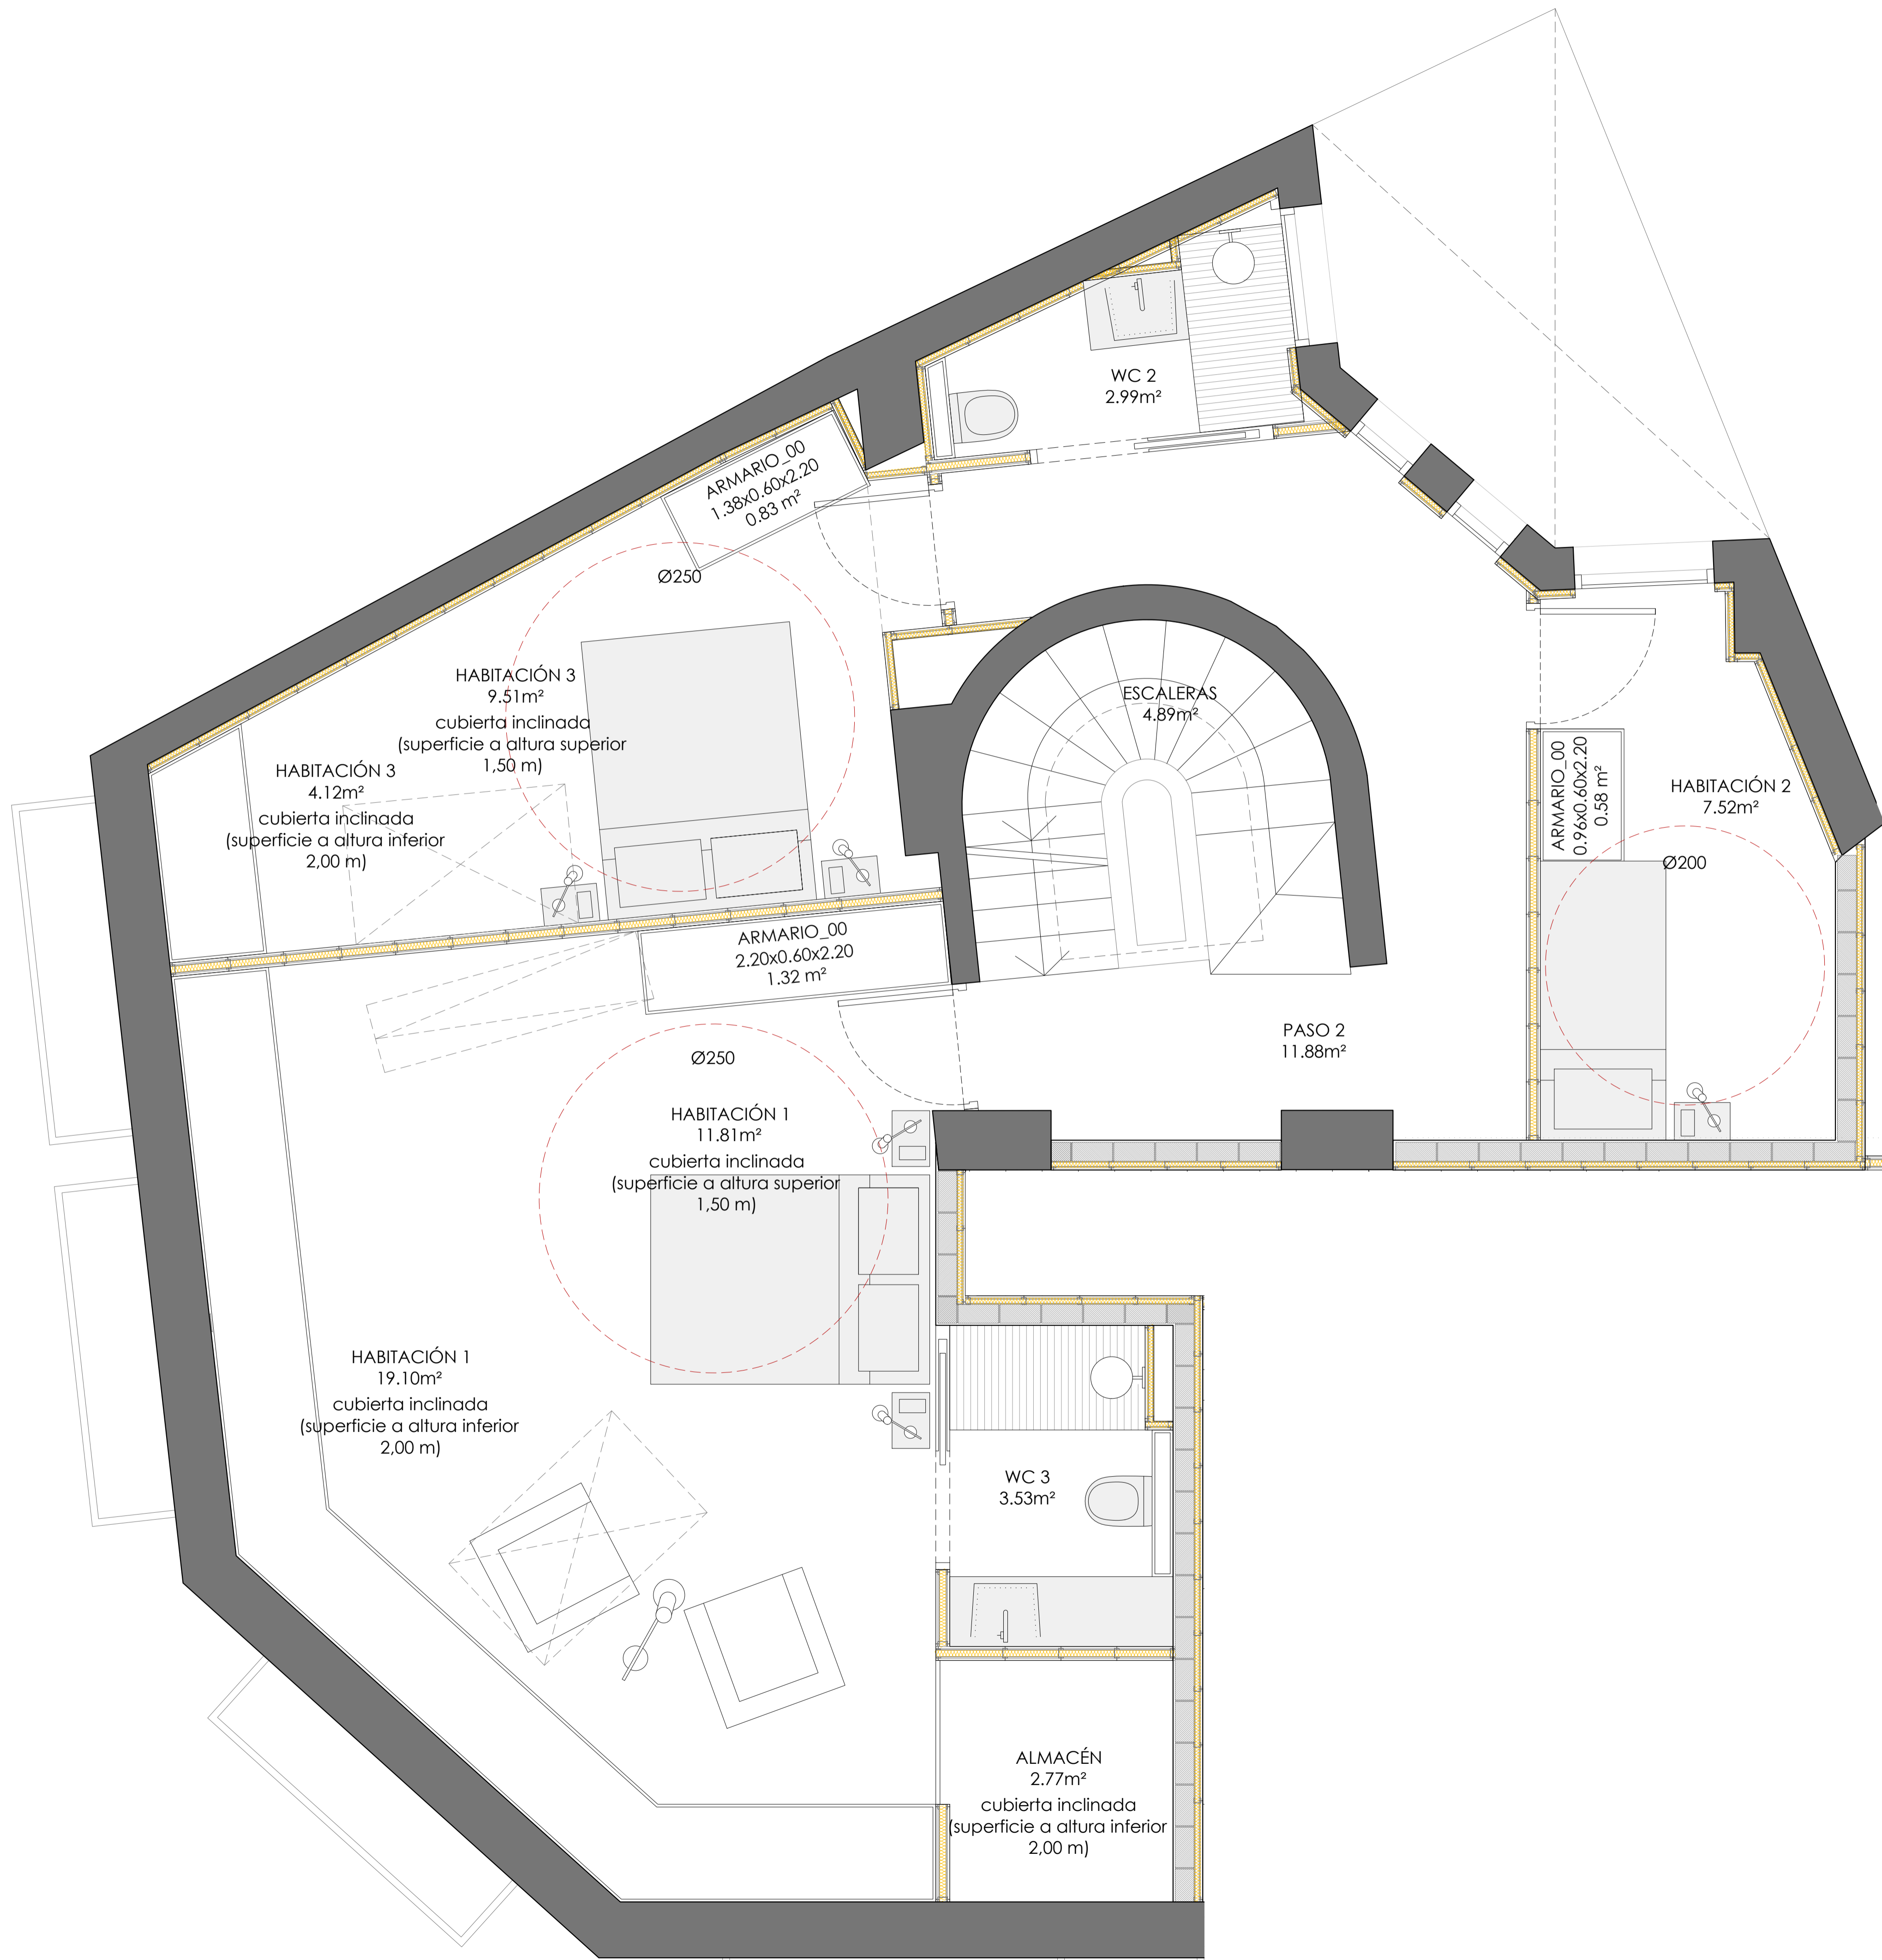 WC 2
2.99m²
ARMARIO_00
1.38x0.60x2.20
0.83 m²
Ø250
HABITACIÓN 3
9.51m²
cubierta inclinada
(superficie a altura superior
1,50 m)
HABITACIÓN 3
4.12m²
cubierta inclinada
(superficie a altura inferior
2,00 m)
ESCALERAS
4.89m²
ARMARIO_00
0.96x0.60x2.20
0.58 m²
HABITACIÓN 2
7.52m²
Ø200
ARMARIO_00
2.20x0.60x2.20
1.32 m²
PASO 2
11.88m²
Ø250
HABITACIÓN 1
11.81m²
cubierta inclinada
(superficie a altura superior
1,50 m)
HABITACIÓN 1
19.10m²
cubierta inclinada
(superficie a altura inferior
2,00 m)
WC 3
3.53m²
ALMACÉN
2.77m²
cubierta inclinada
(superficie a altura inferior
2,00 m)